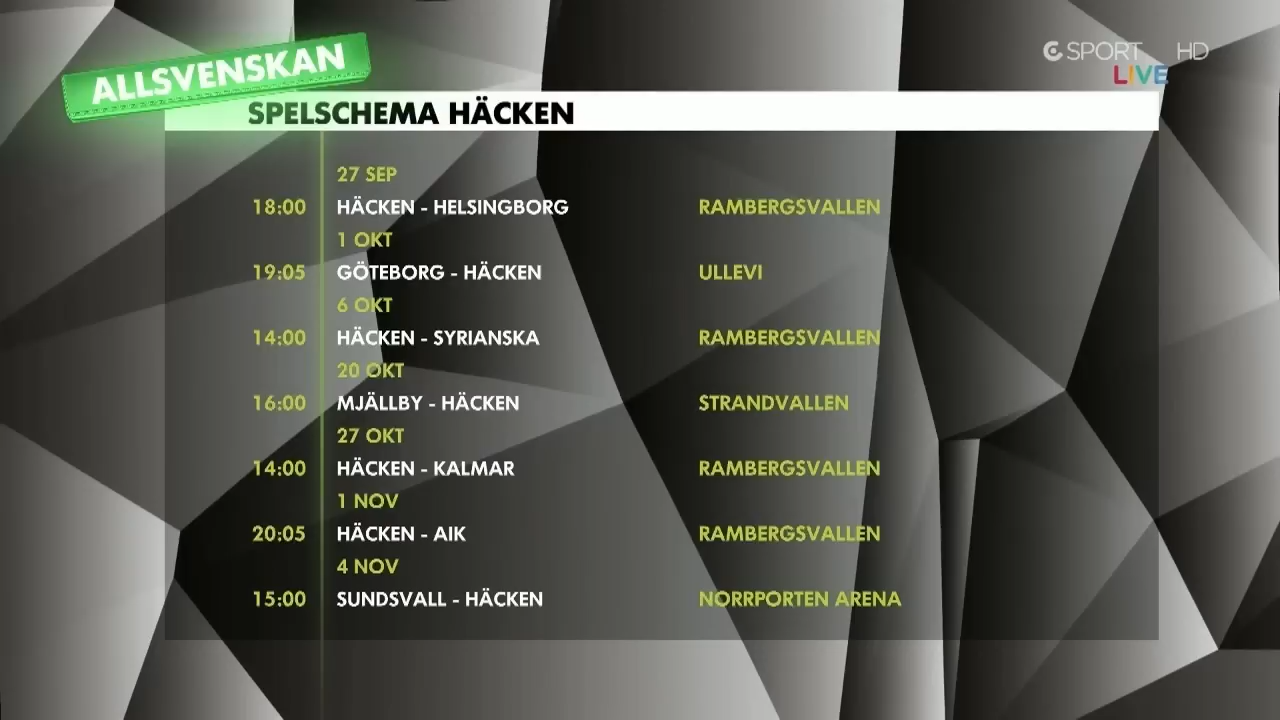 ALLSVENSKAN
C SPORT HD
LIVE
SPELSCHEMA HÄCKEN
27 SEP
18:00 HÄCKEN - HELSINGBORG RAMBERGSVALLEN
1 OKT
19:05 GÖTEBORG - HÄCKEN ULLEVI
6 OKT
14:00 HÄCKEN - SYRIANSKA RAMBERGSVALLEN
20 OKT
16:00 MJÄLLBY - HÄCKEN STRANDVALLEN
27 OKT
14:00 HÄCKEN - KALMAR RAMBERGSVALLEN
1 NOV
20:05 HÄCKEN - AIK RAMBERGSVALLEN
4 NOV
15:00 SUNDSVALL - HÄCKEN NORRPORTEN ARENA